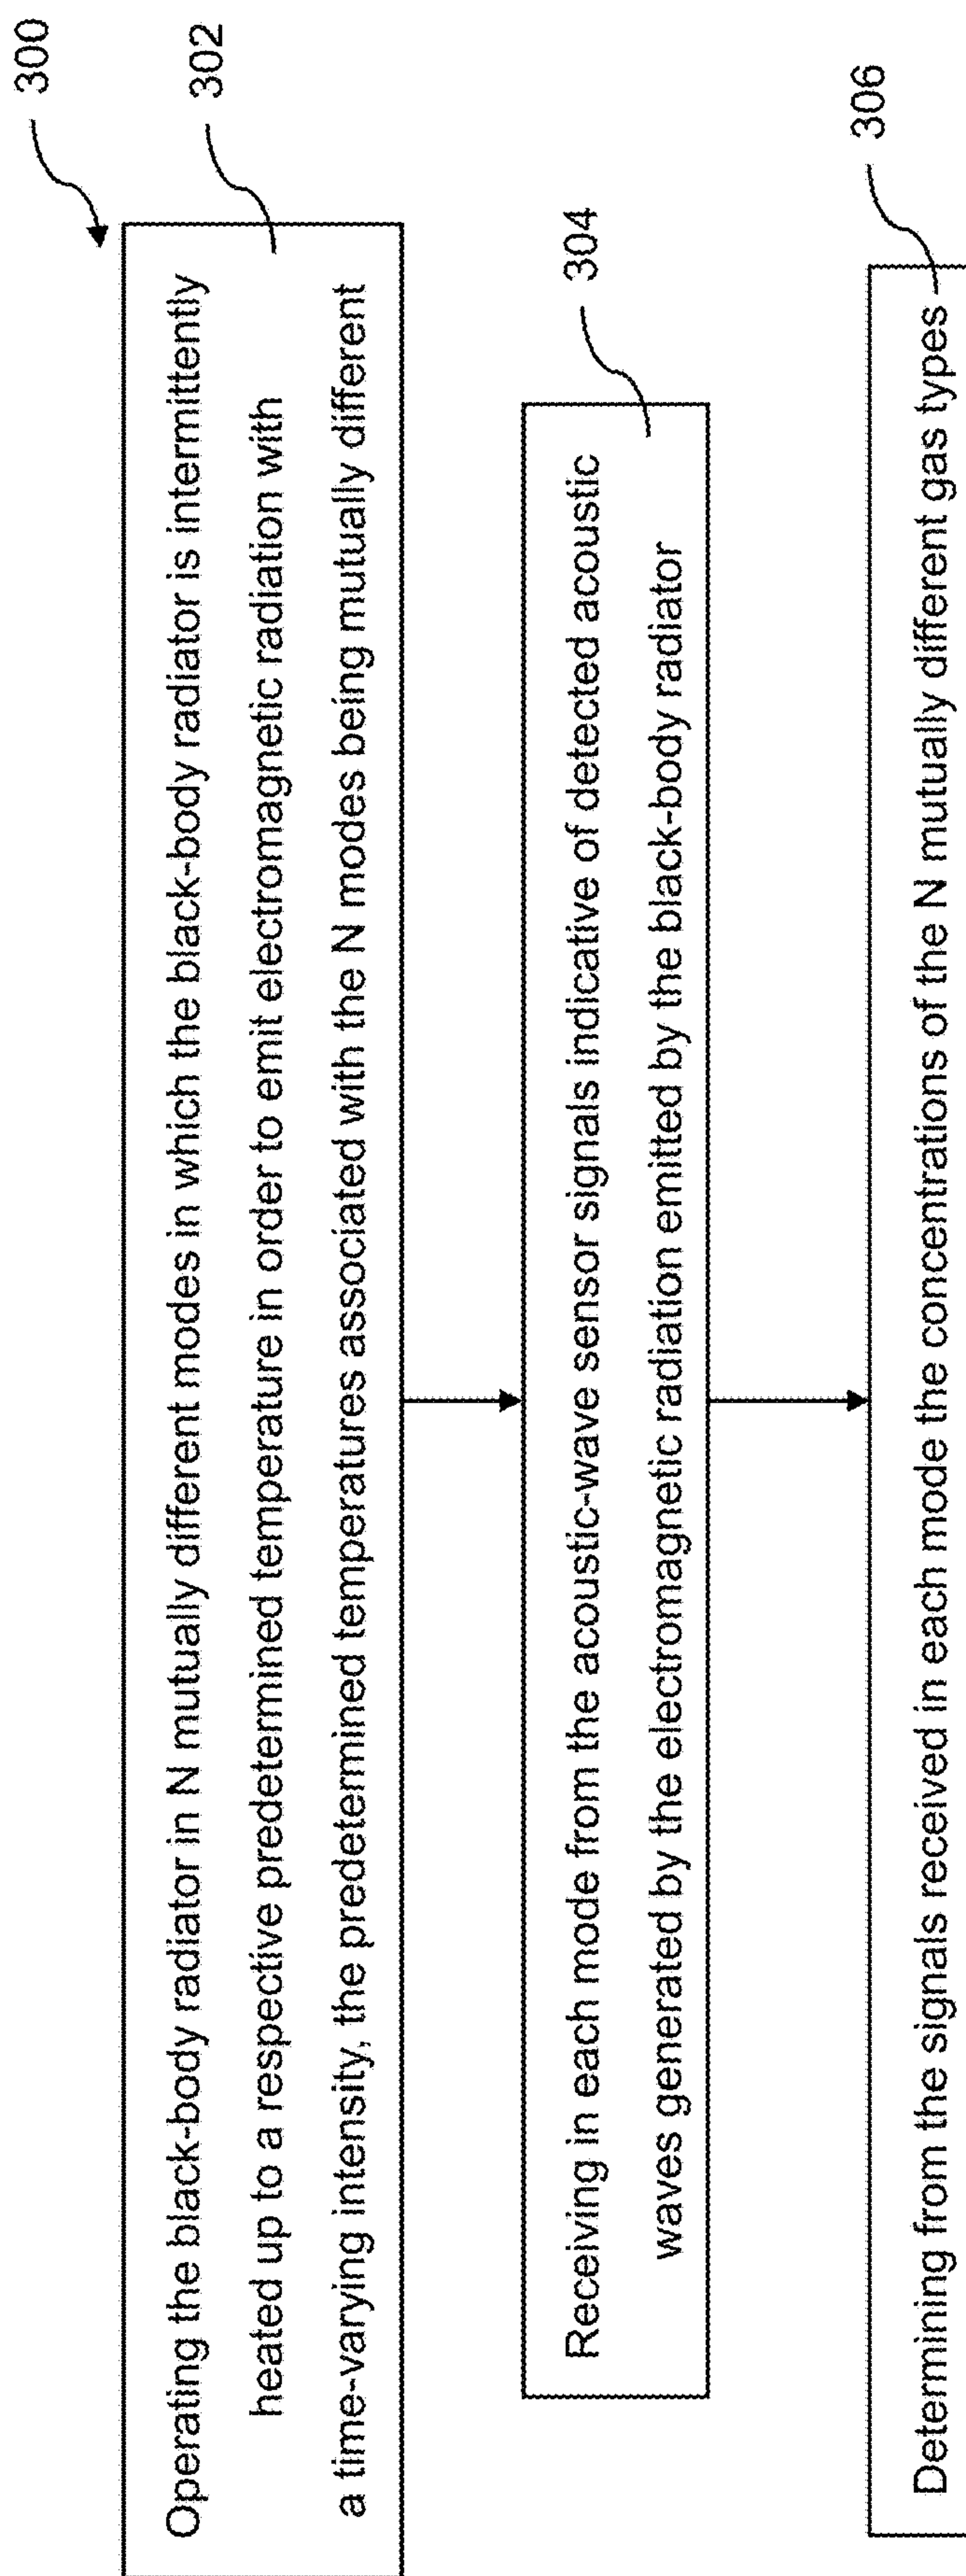 300
302
Operating the black-body radiator in N mutually different modes in which the black-body radiator is intermittently
heated up to a respective predetermined temperature in order to emit electromagnetic radiation with
a time-varying intensity, the predetermined temperatures associated with the N modes being mutually different
304
Receiving in each mode from the acoustic-wave sensor signals indicative of detected acoustic
waves generated by the electromagnetic radiation emitted by the black-body radiator
306
Determining from the signals received in each mode the concentrations of the N mutually different gas types